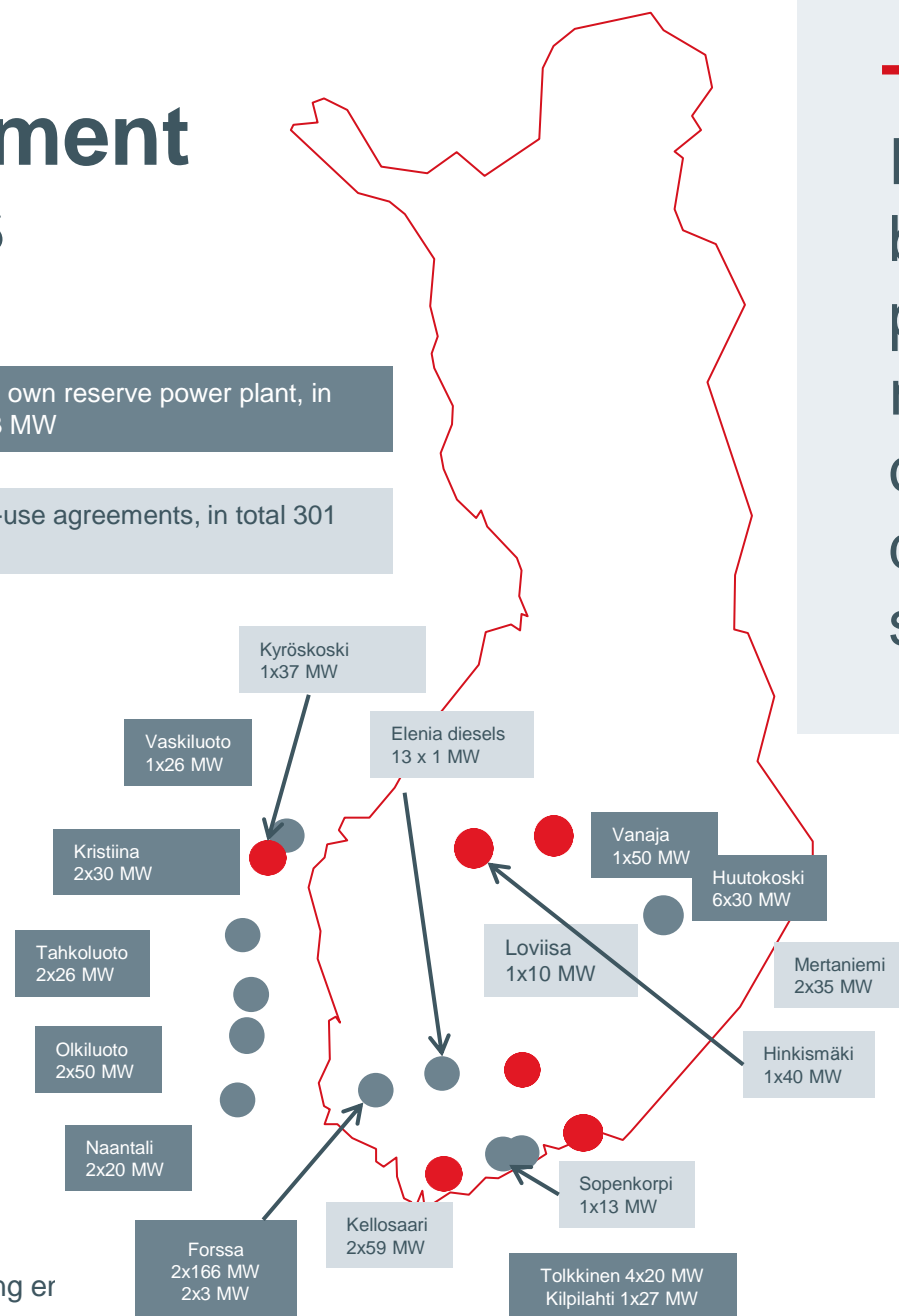 ment
own reserve power plant, in
MW
-use agreements, in total 301
Kyröskoski
1x37 MW
Vaskiluoto
1x26 MW
Elenia diesels
13 x 1 MW
Kristiina
2x30 MW
Vanaja
1x50 MW
Huutokoski
6x30 MW
Tahkoluoto
2x26 MW
Loviisa
1x10 MW
Mertaniemi
2x35 MW
Olkiluoto
2x50 MW
Hinkismäki
1x40 MW
Naantali
2x20 MW
Sopenkorpi
1x13 MW
Kellosaari
2x59 MW
Forssa
2x166 MW
2x3 MW
Tolkkinen 4x20 MW
Kilpilahti 1x27 MW
ng er